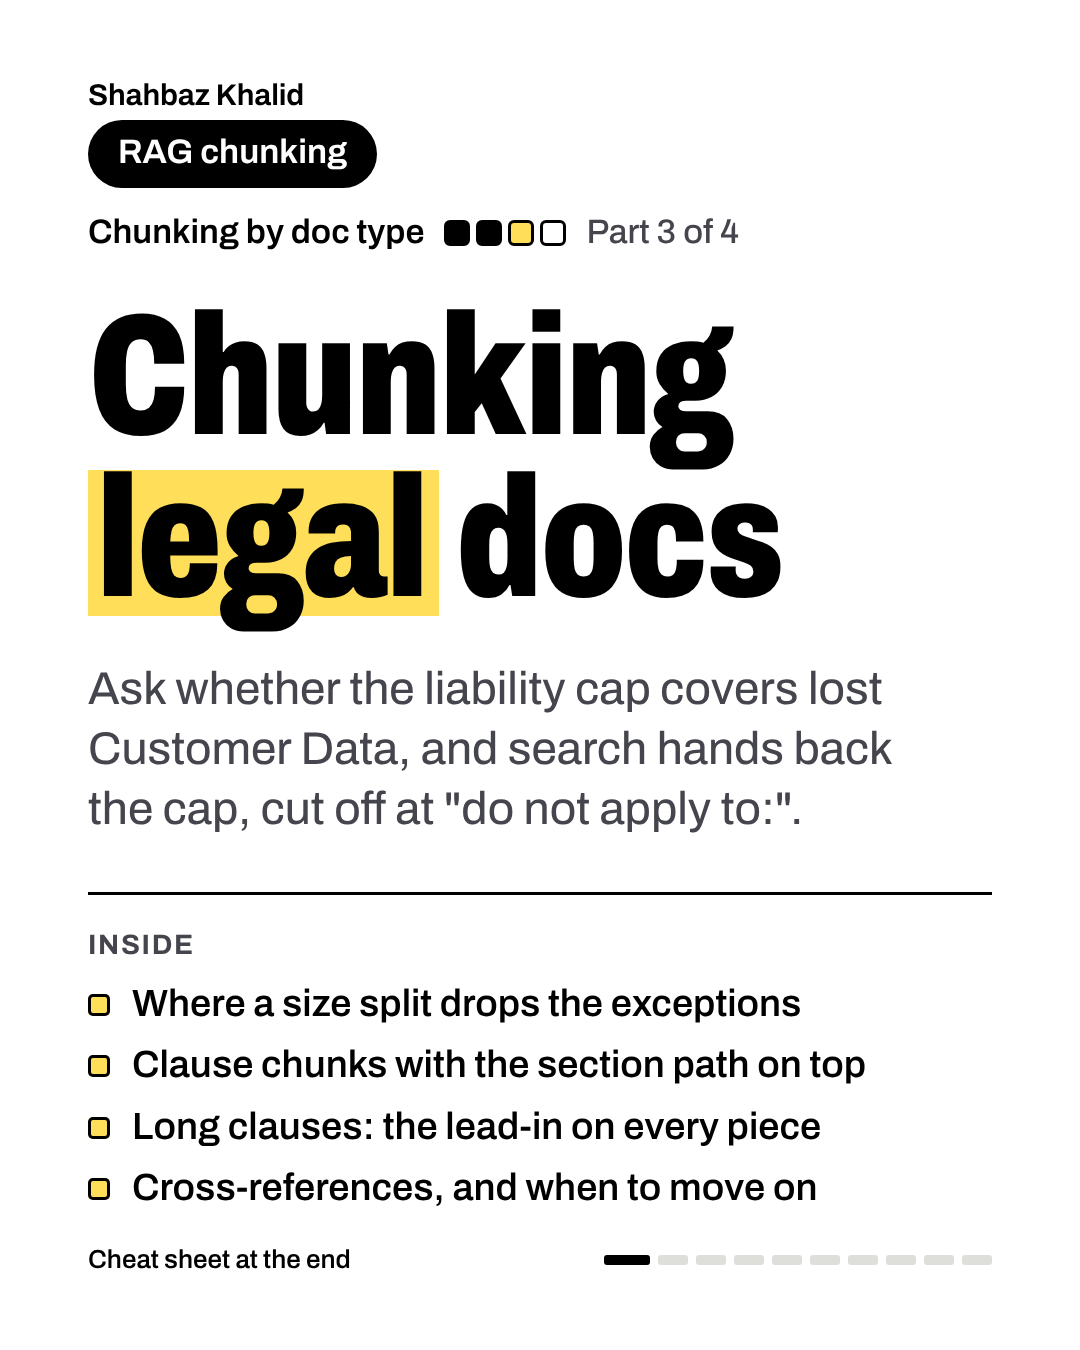 Shahbaz Khalid
RAG chunking
Chunking by doc type Part 3 of 4
Chunking
legal docs
Ask whether the liability cap covers lost
Customer Data, and search hands back
the cap, cut off at "do not apply to:".
INSIDE
Where a size split drops the exceptions
Clause chunks with the section path on top
Long clauses: the lead-in on every piece
Cross-references, and when to move on
Cheat sheet at the end